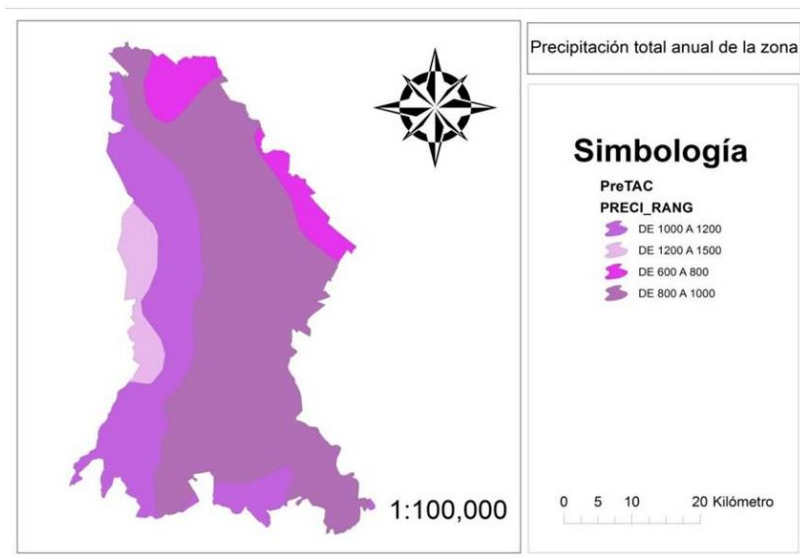 Precipitación total anual de la zona
Simbología
PreTAC
PRECI_RANG
DE 1000 A 1200
DE 1200 A 1500
DE 600 A 800
DE 800 A 1000
1:100,000
0 5 10 20 Kilómetro